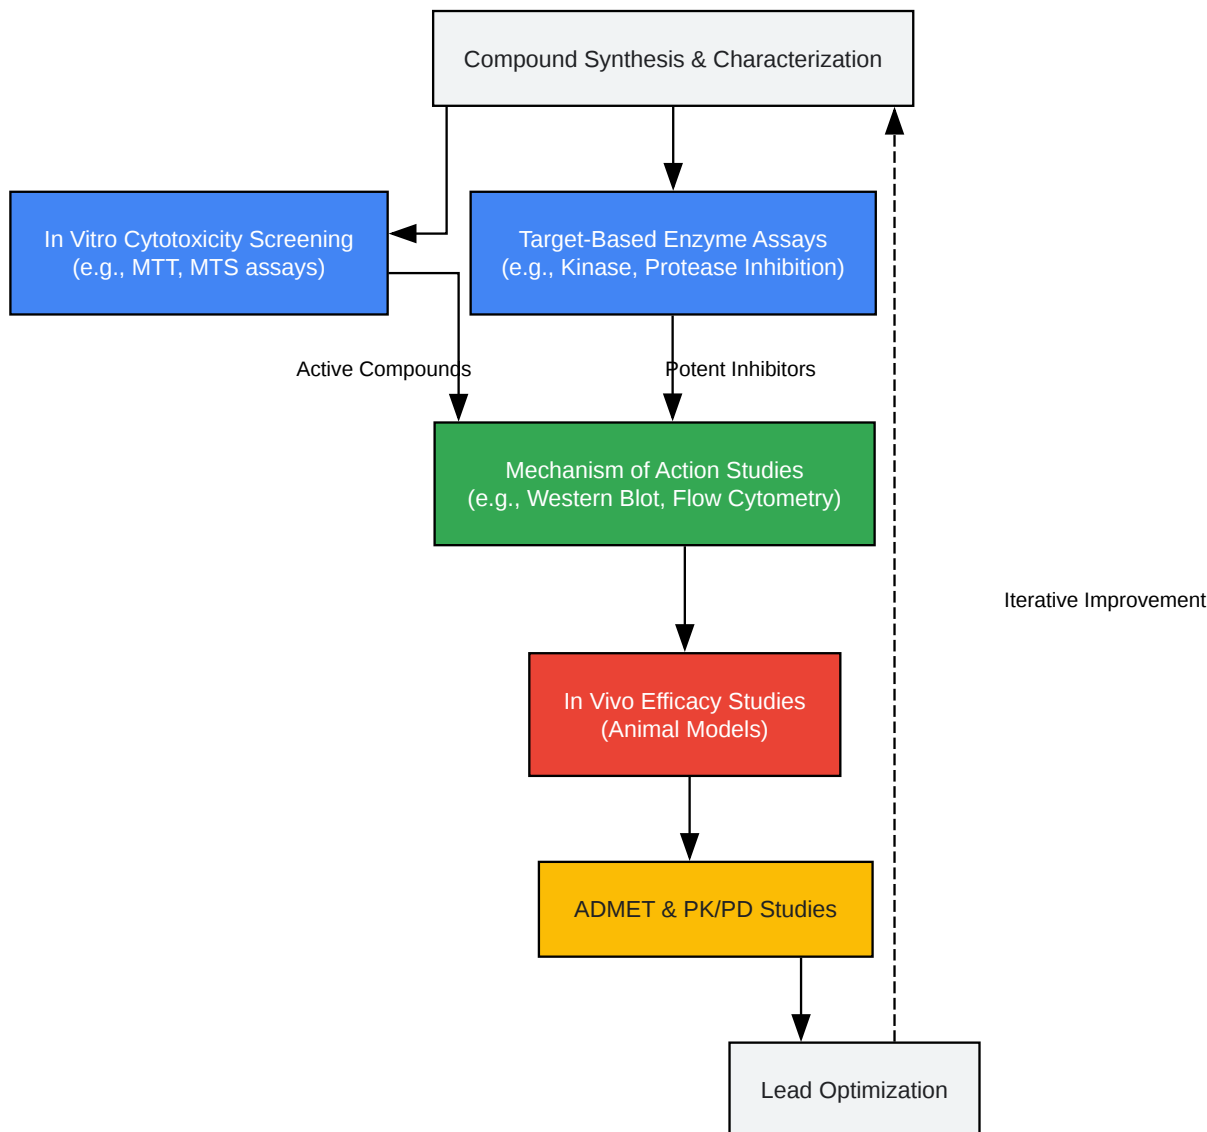 Compound Synthesis & Characterization
In Vitro Cytotoxicity Screening
(e.g., MTT, MTS assays)
Target-Based Enzyme Assays
(e.g., Kinase, Protease Inhibition)
Active Compounds
Potent Inhibitors
Mechanism of Action Studies
(e.g., Western Blot, Flow Cytometry)
Iterative Improvement
In Vivo Efficacy Studies
(Animal Models)
ADMET & PK/PD Studies
Lead Optimization